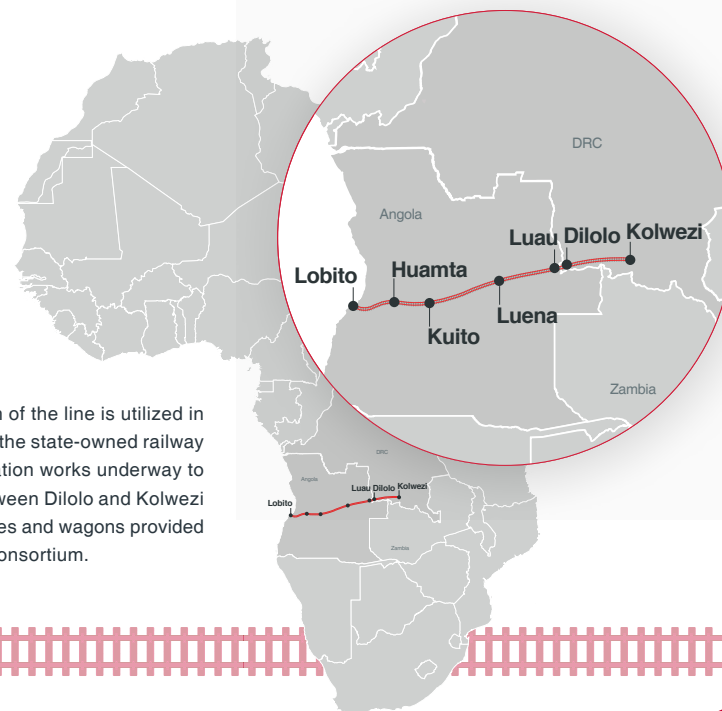 DRC
Angola
Luau Dilolo Kolwezi
Lobito
Huamta
Luena
Kuito
Zambia
n of the line is utilized in
the state-owned railway
ation works underway to
ween Dilolo and Kolwezi
es and wagons provided
onsortium.
DRC
Angola
Luau Dilolo Kolwezi
Lobito
Zambia